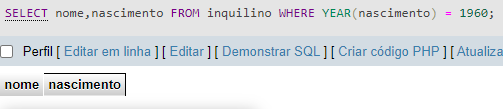 SELECT nome,nascimento FROM inquilino WHERE YEAR(nascimento) = 1960;
Perfil [ Editar em linha ] [ Editar ] [ Demonstrar SQL ] [ Criar código PHP ] [ Atualiza
nome nascimento